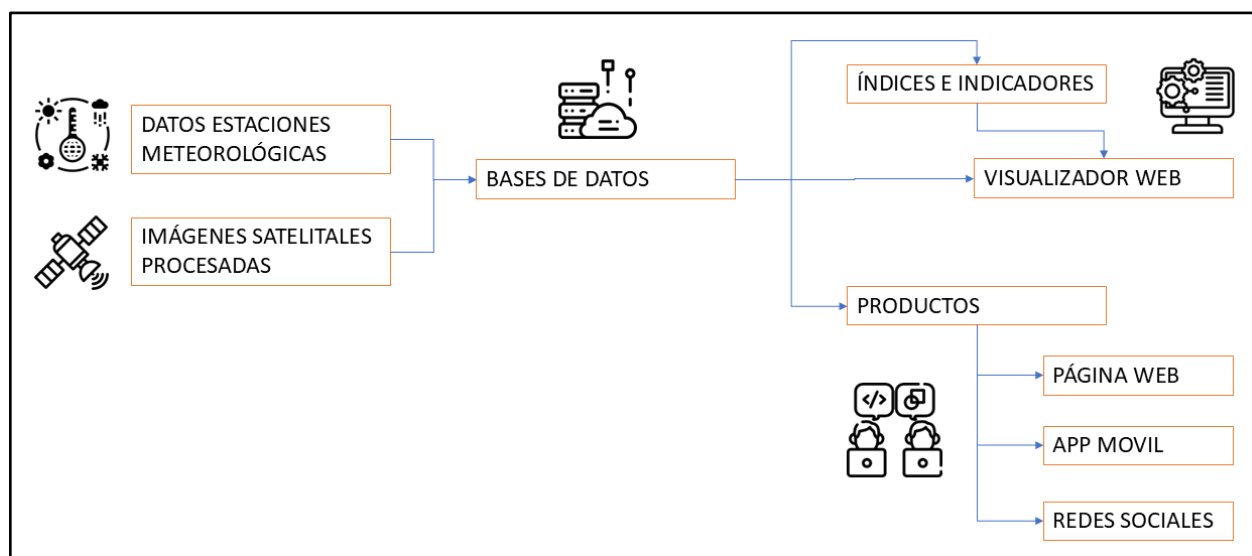 DATOS ESTACIONES
METEOROLÓGICAS
IMÁGENES SATELITALES
PROCESADAS
BASES DE DATOS
ÍNDICES E INDICADORES
VISUALIZADOR WEB
PRODUCTOS
</>
PÁGINA WEB
APP MOVIL
REDES SOCIALES